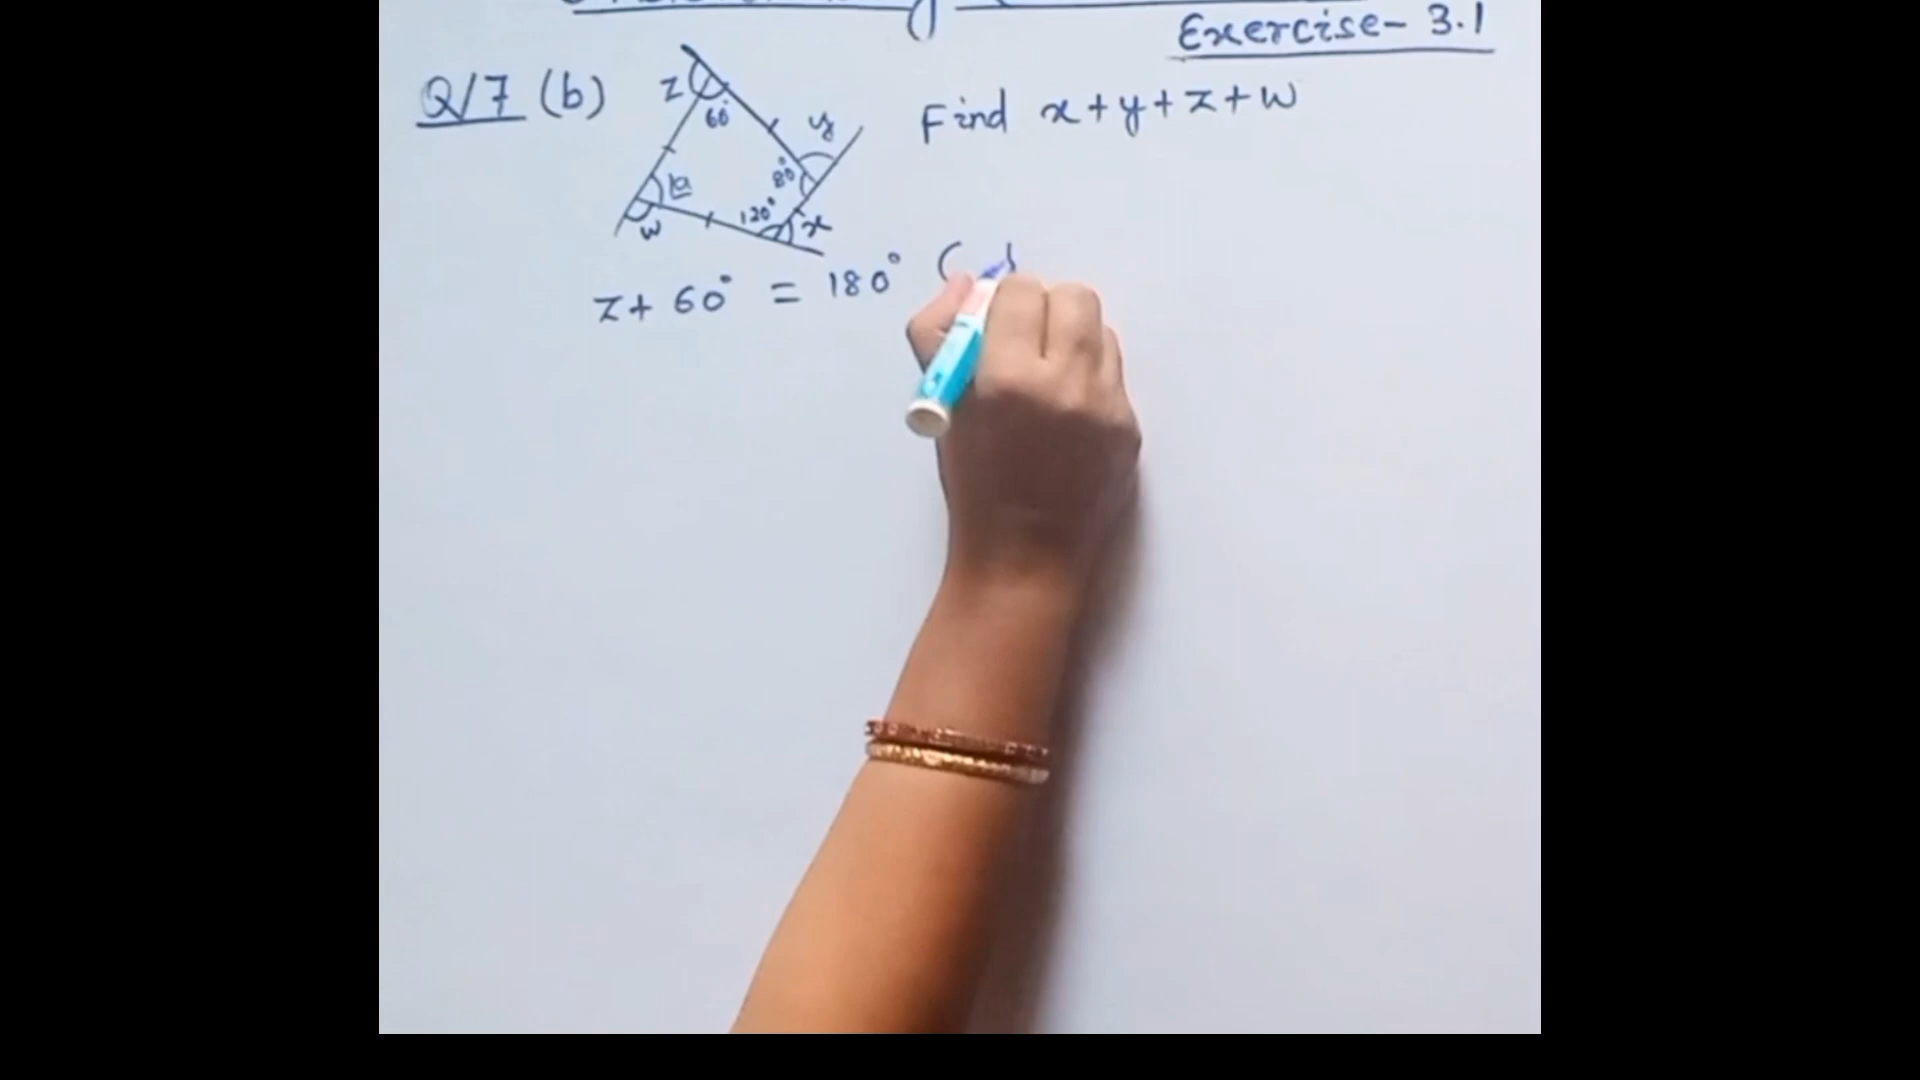 Exercise- 3.1
Q/7 (b)
Find x+y+z+w
z
60°
y
80°
a
120°
x
w
z+ 60° = 180° (